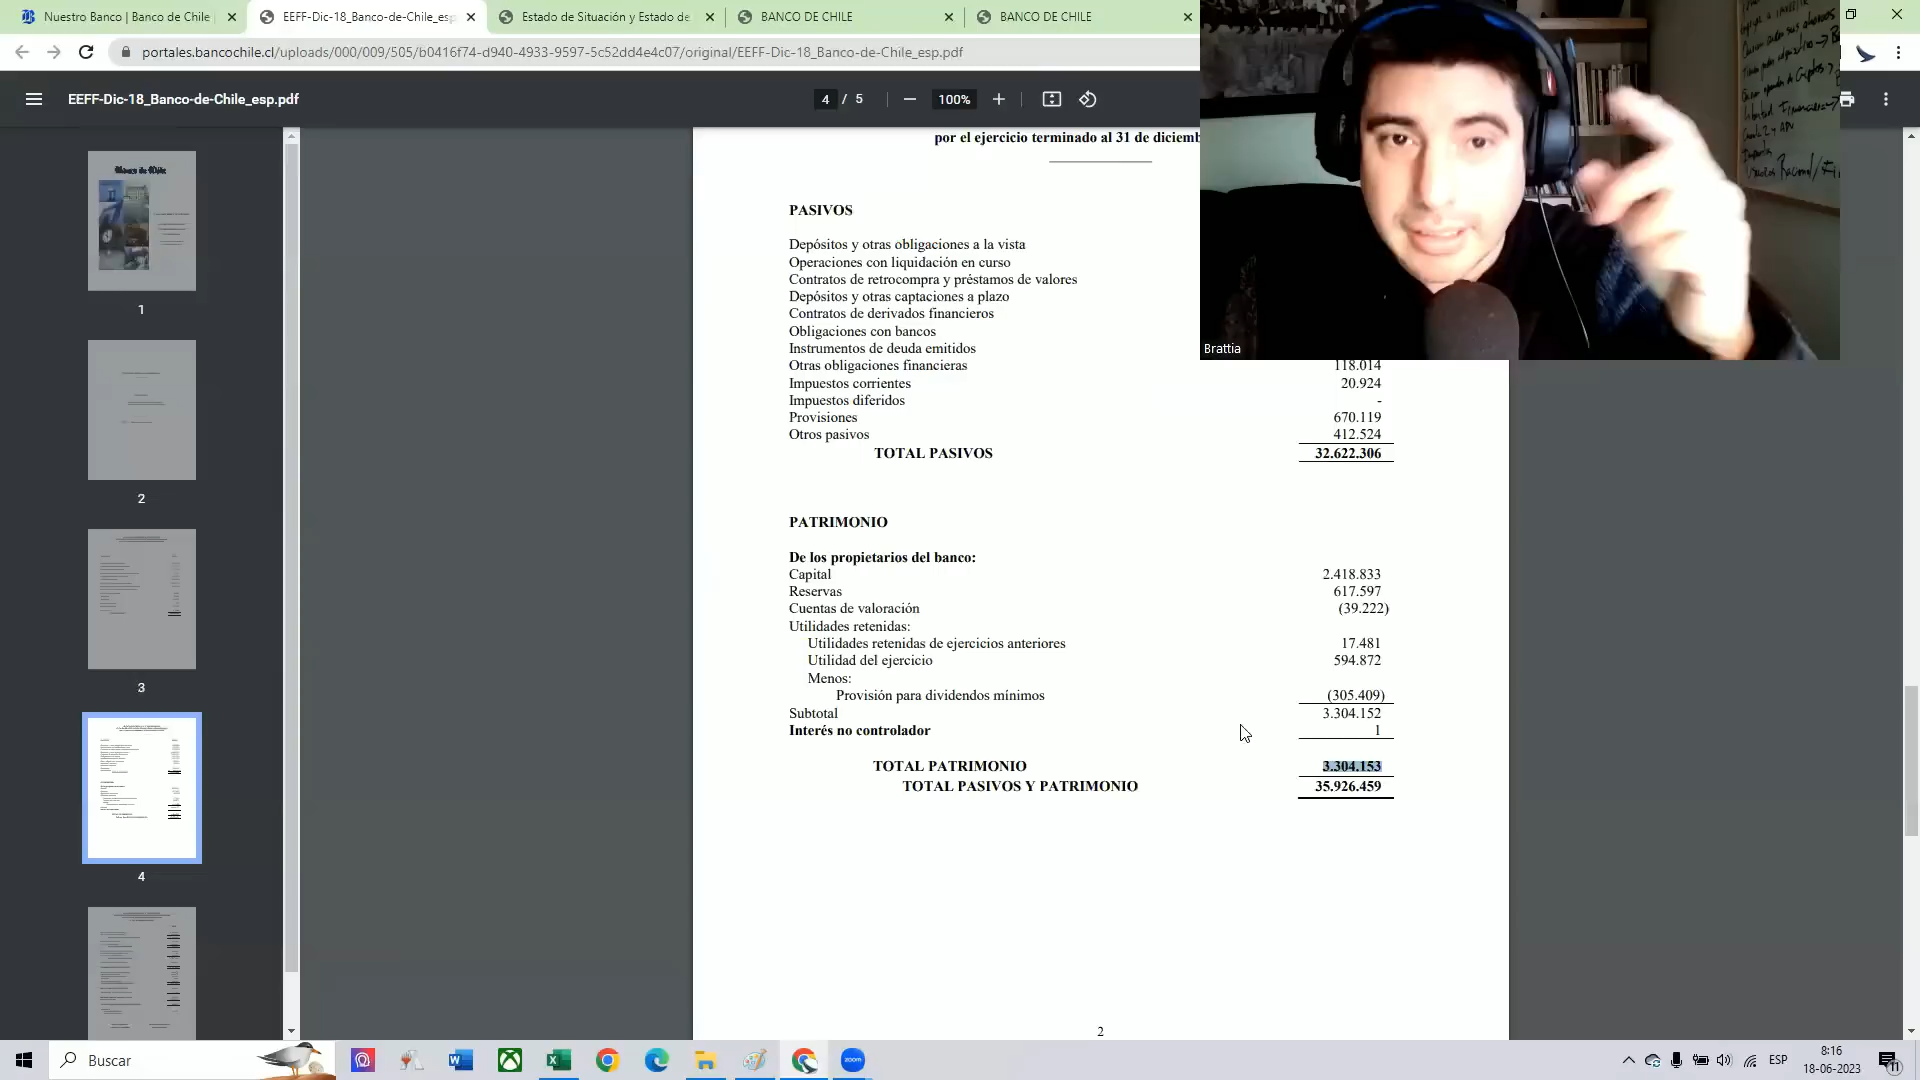 Nuestro Banco | Banco de Chile
EEFF-Dic-18_Banco-de-Chile_esp
Estado de Situación y Estado de
BANCO DE CHILE
BANCO DE CHILE
portales.bancochile.cl/uploads/000/009/505/b0416f74-d940-4933-9597-5c52dd4e4c07/original/EEFF-Dic-18_Banco-de-Chile_esp.pdf
EEFF-Dic-18_Banco-de-Chile_esp.pdf
4 / 5
100%
Banco de Chile
1
2
3
4
por el ejercicio terminado al 31 de diciemb
PASIVOS
Depósitos y otras obligaciones a la vista
Operaciones con liquidación en curso
Contratos de retrocompra y préstamos de valores
Depósitos y otras captaciones a plazo
Contratos de derivados financieros
Obligaciones con bancos
Instrumentos de deuda emitidos
Otras obligaciones financieras 118.014
Impuestos corrientes 20.924
Impuestos diferidos -
Provisiones 670.119
Otros pasivos 412.524
TOTAL PASIVOS 32.622.306
PATRIMONIO
De los propietarios del banco:
Capital 2.418.833
Reservas 617.597
Cuentas de valoración (39.222)
Utilidades retenidas:
Utilidades retenidas de ejercicios anteriores 17.481
Utilidad del ejercicio 594.872
Menos:
Provisión para dividendos mínimos (305.409)
Subtotal 3.304.152
Interés no controlador 1
TOTAL PATRIMONIO 3.304.153
TOTAL PASIVOS Y PATRIMONIO 35.926.459
2
Brattia
Buscar
zoom
ESP
8:16
18-06-2023
11